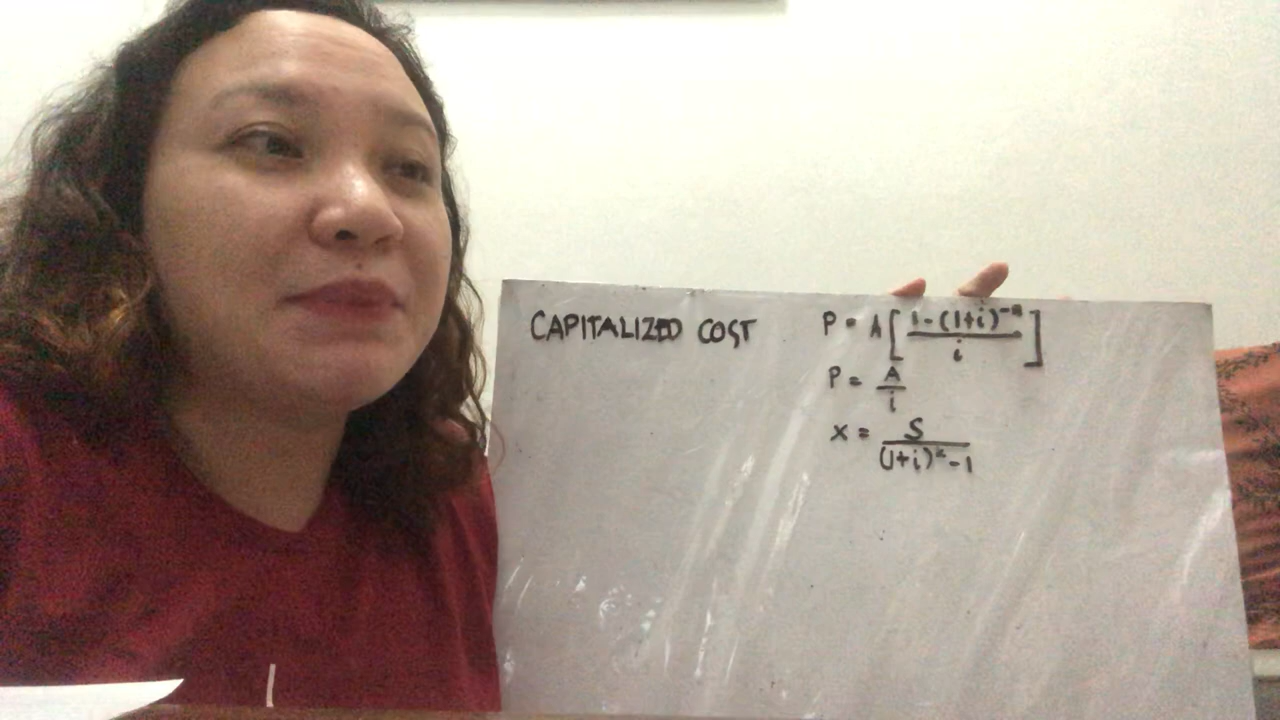 CAPITALIZED COST
P = A [ 1-(1+i)^-n / i ]
P = A / i
X = S / (1+i)^k - 1